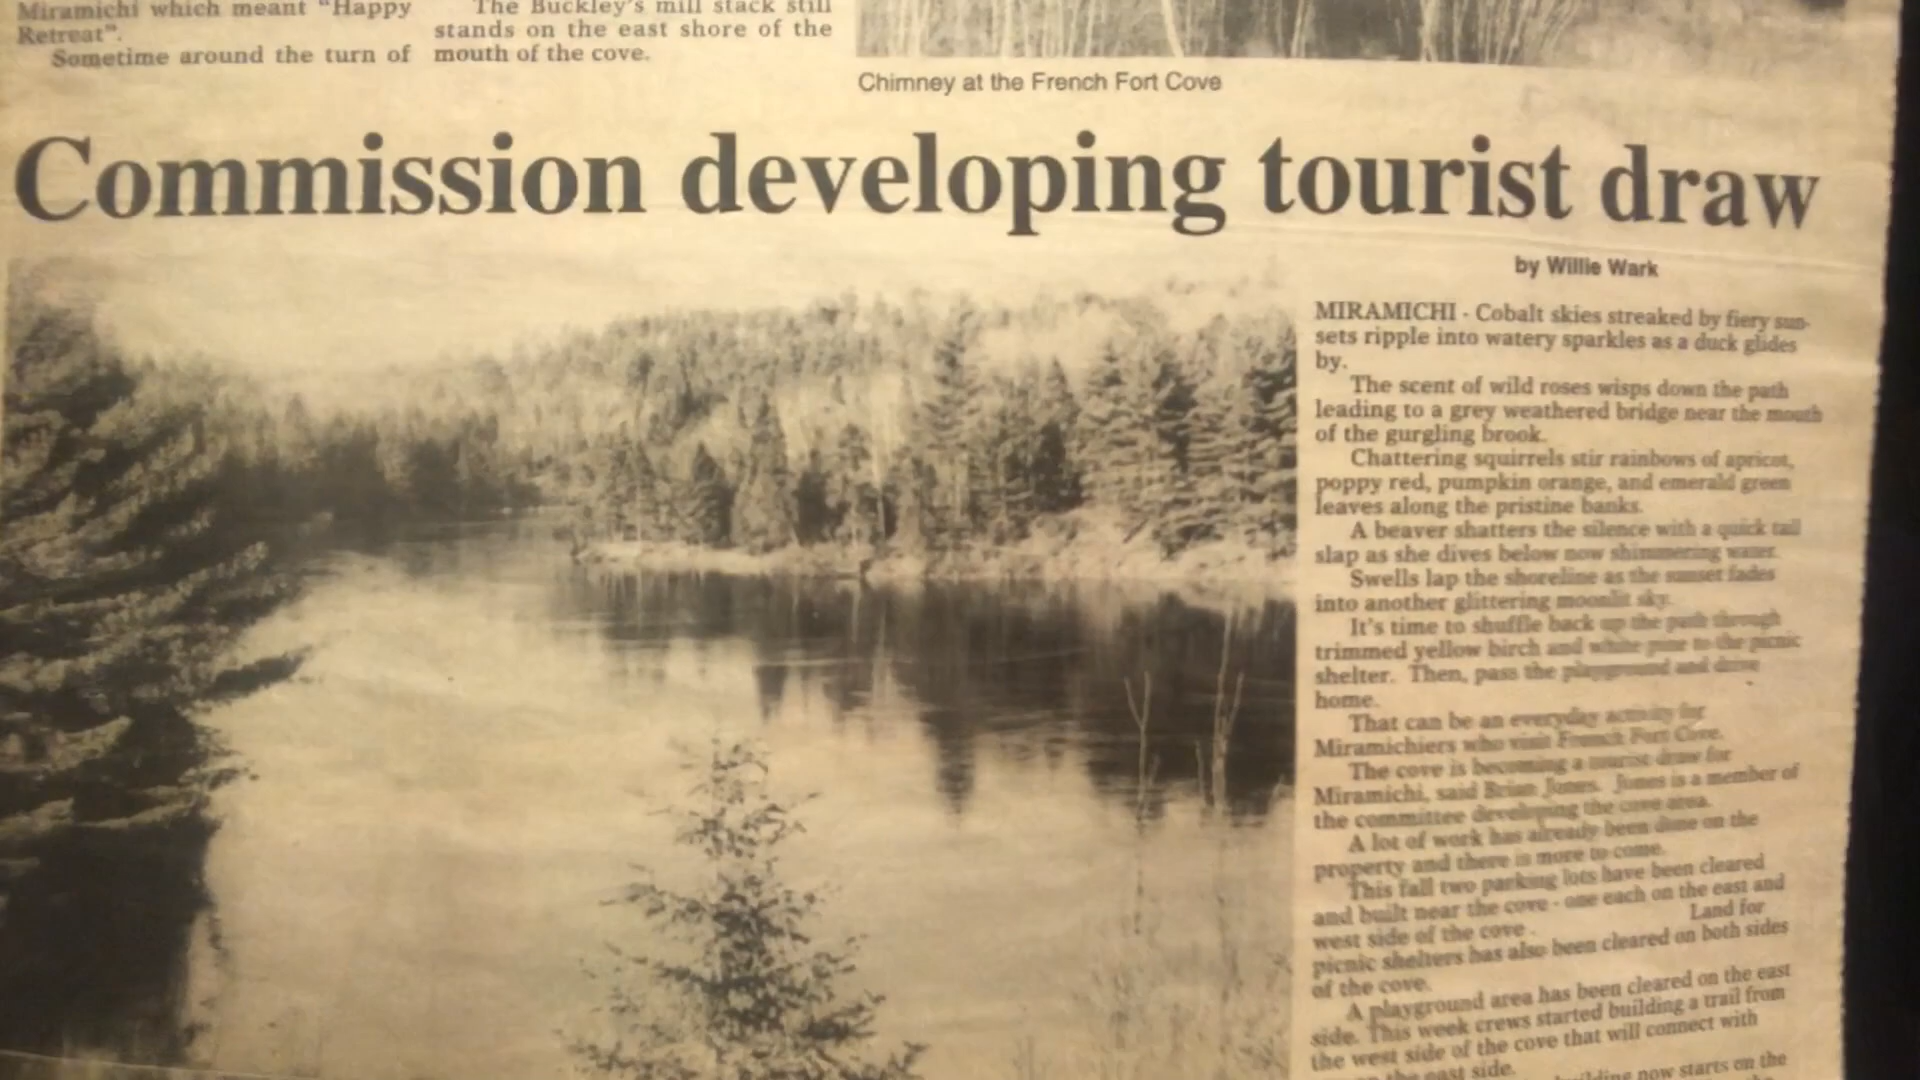 Miramichi which meant "Happy
Retreat".
Sometime around the turn of
The Buckley's mill stack still
stands on the east shore of the
mouth of the cove.
Chimney at the French Fort Cove
Commission developing tourist draw
by Willie Wark
MIRAMICHI - Cobalt skies streaked by fiery sun-
sets ripple into watery sparkles as a duck glides
by.
The scent of wild roses wisps down the path
leading to a grey weathered bridge near the mouth
of the gurgling brook.
Chattering squirrels stir rainbows of apricot,
poppy red, pumpkin orange, and emerald green
leaves along the pristine banks.
A beaver shatters the silence with a quick tail
slap as she dives below now shimmering water.
Swells lap the shoreline as the sunset fades
into another glittering moonlit sky.
It's time to shuffle back up the path through
trimmed yellow birch and white pine to the picnic
shelter. Then, pass the playground and drive
home.
That can be an everyday activity for
Miramichiers who visit French Fort Cove.
The cove is becoming a tourist draw for
Miramichi, said Brian Jones. Jones is a member of
the committee developing the cove area.
A lot of work has already been done on the
property and there is more to come.
This fall two parking lots have been cleared
and built near the cove - one each on the east and
west side of the cove . Land for
picnic shelters has also been cleared on both sides
of the cove.
A playground area has been cleared on the east
side. This week crews started building a trail from
the west side of the cove that will connect with
the east side.
building now starts on the